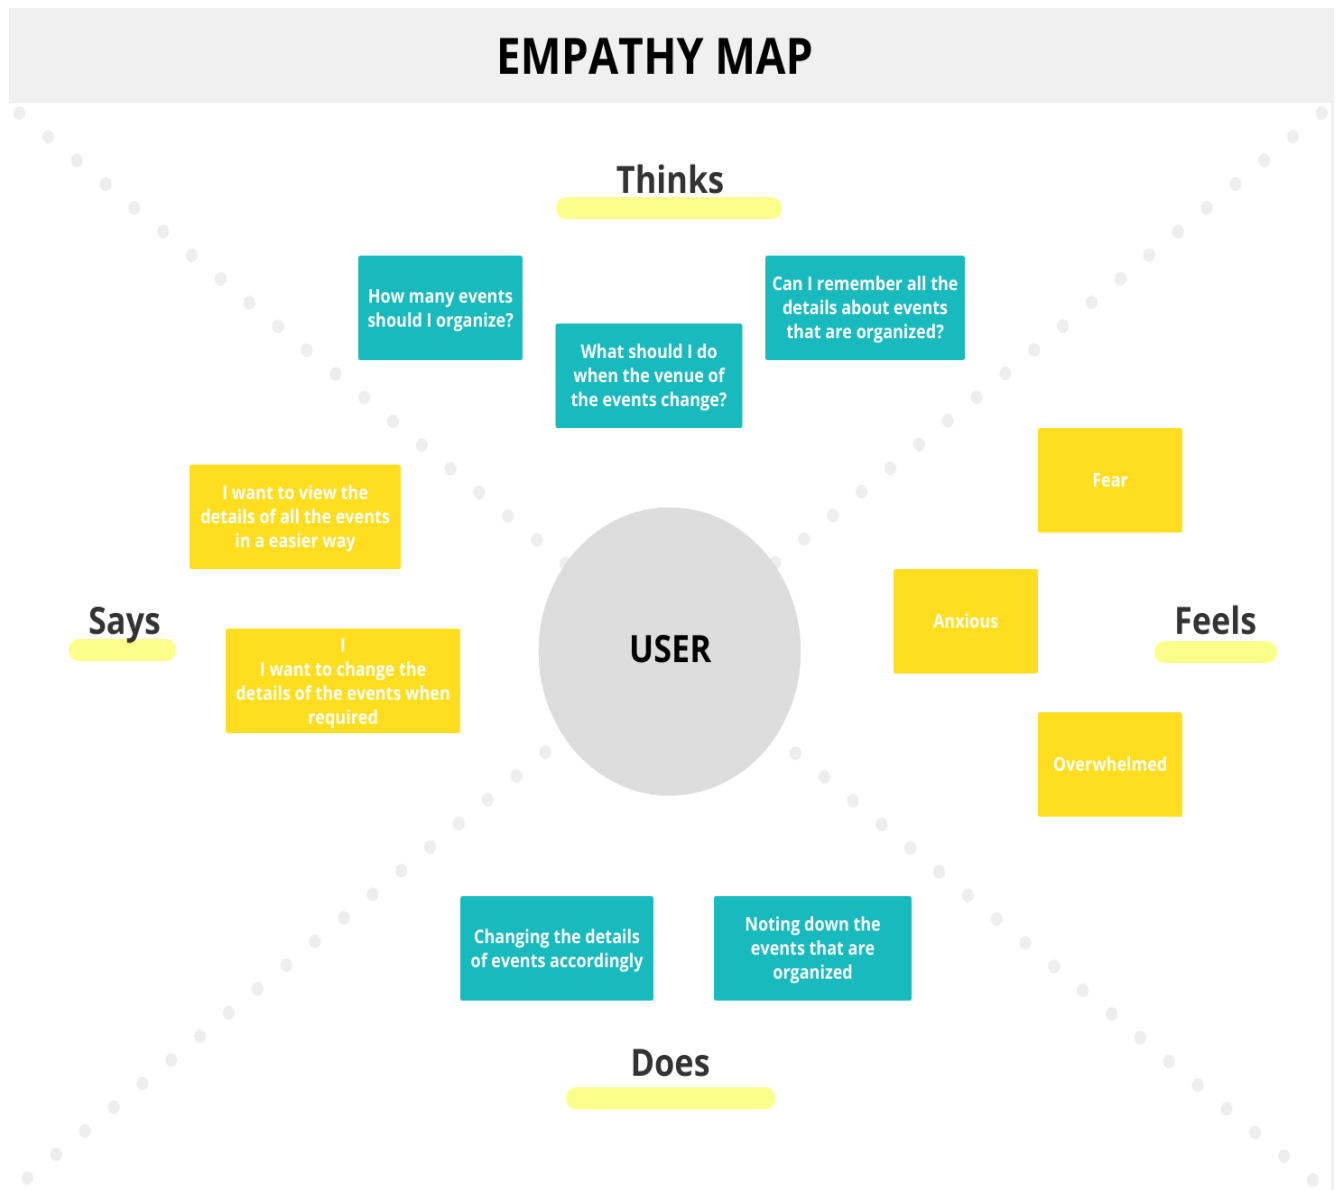 EMPATHY MAP
Thinks
How many events
should I organize?
What should I do
when the venue of
the events change?
Can I remember all the
details about events
that are organized?
I want to view the
details of all the events
in a easier way
Says
I
I want to change the
details of the events when
required
USER
Fear
Anxious
Feels
Overwhelmed
Changing the details
of events accordingly
Noting down the
events that are
organized
Does